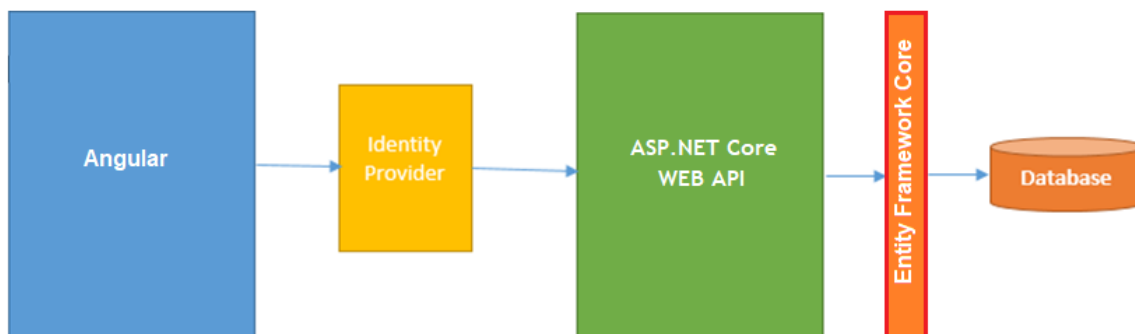 Angular
Identity
Provider
ASP.NET Core
WEB API
Entity Framework Core
Database